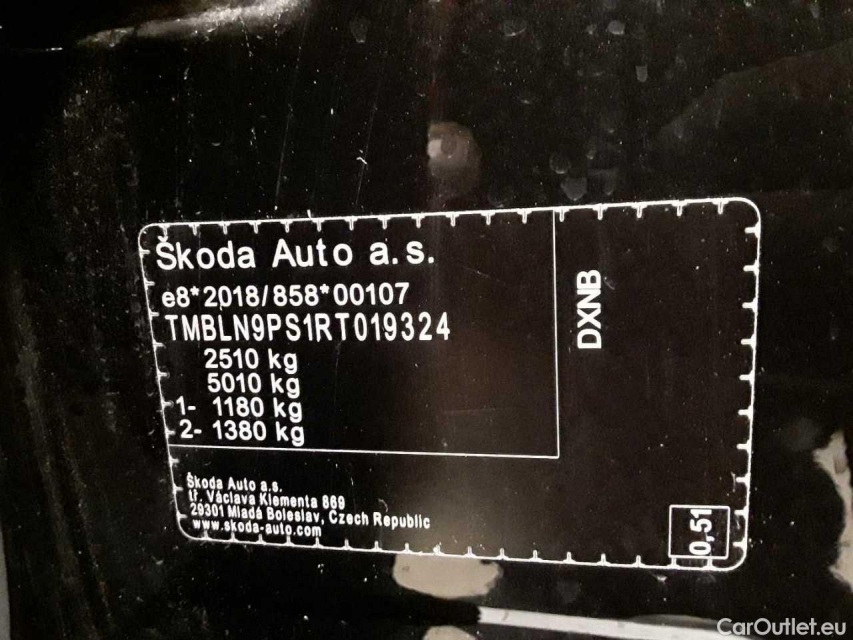 Škoda Auto a.s.
e8*2018/858*00107
TMBLN9PS1RT019324
2510 kg
5010 kg
1- 1180 kg
2- 1380 kg
DXNB
Škoda Auto a.s.
tř. Václava Klementa 869
29301 Mladá Boleslav, Czech Republic
www.skoda-auto.com
0,51
CarOutlet.eu